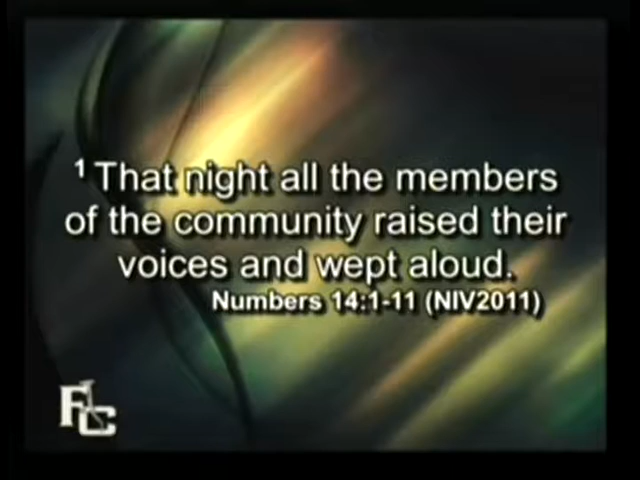 1 That night all the members
of the community raised their
voices and wept aloud.
Numbers 14:1-11 (NIV2011)
FLC